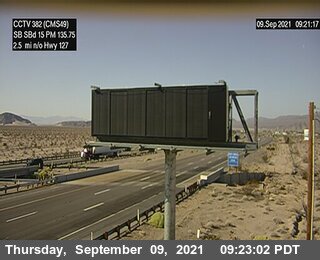 CCTV 382 (CMS49)
SB SBd 15 PM 135.75
2.5 mi n/o Hwy 127
09.Sep 2021 09:21:17
Thursday, September 09, 2021 09:23:02 PDT